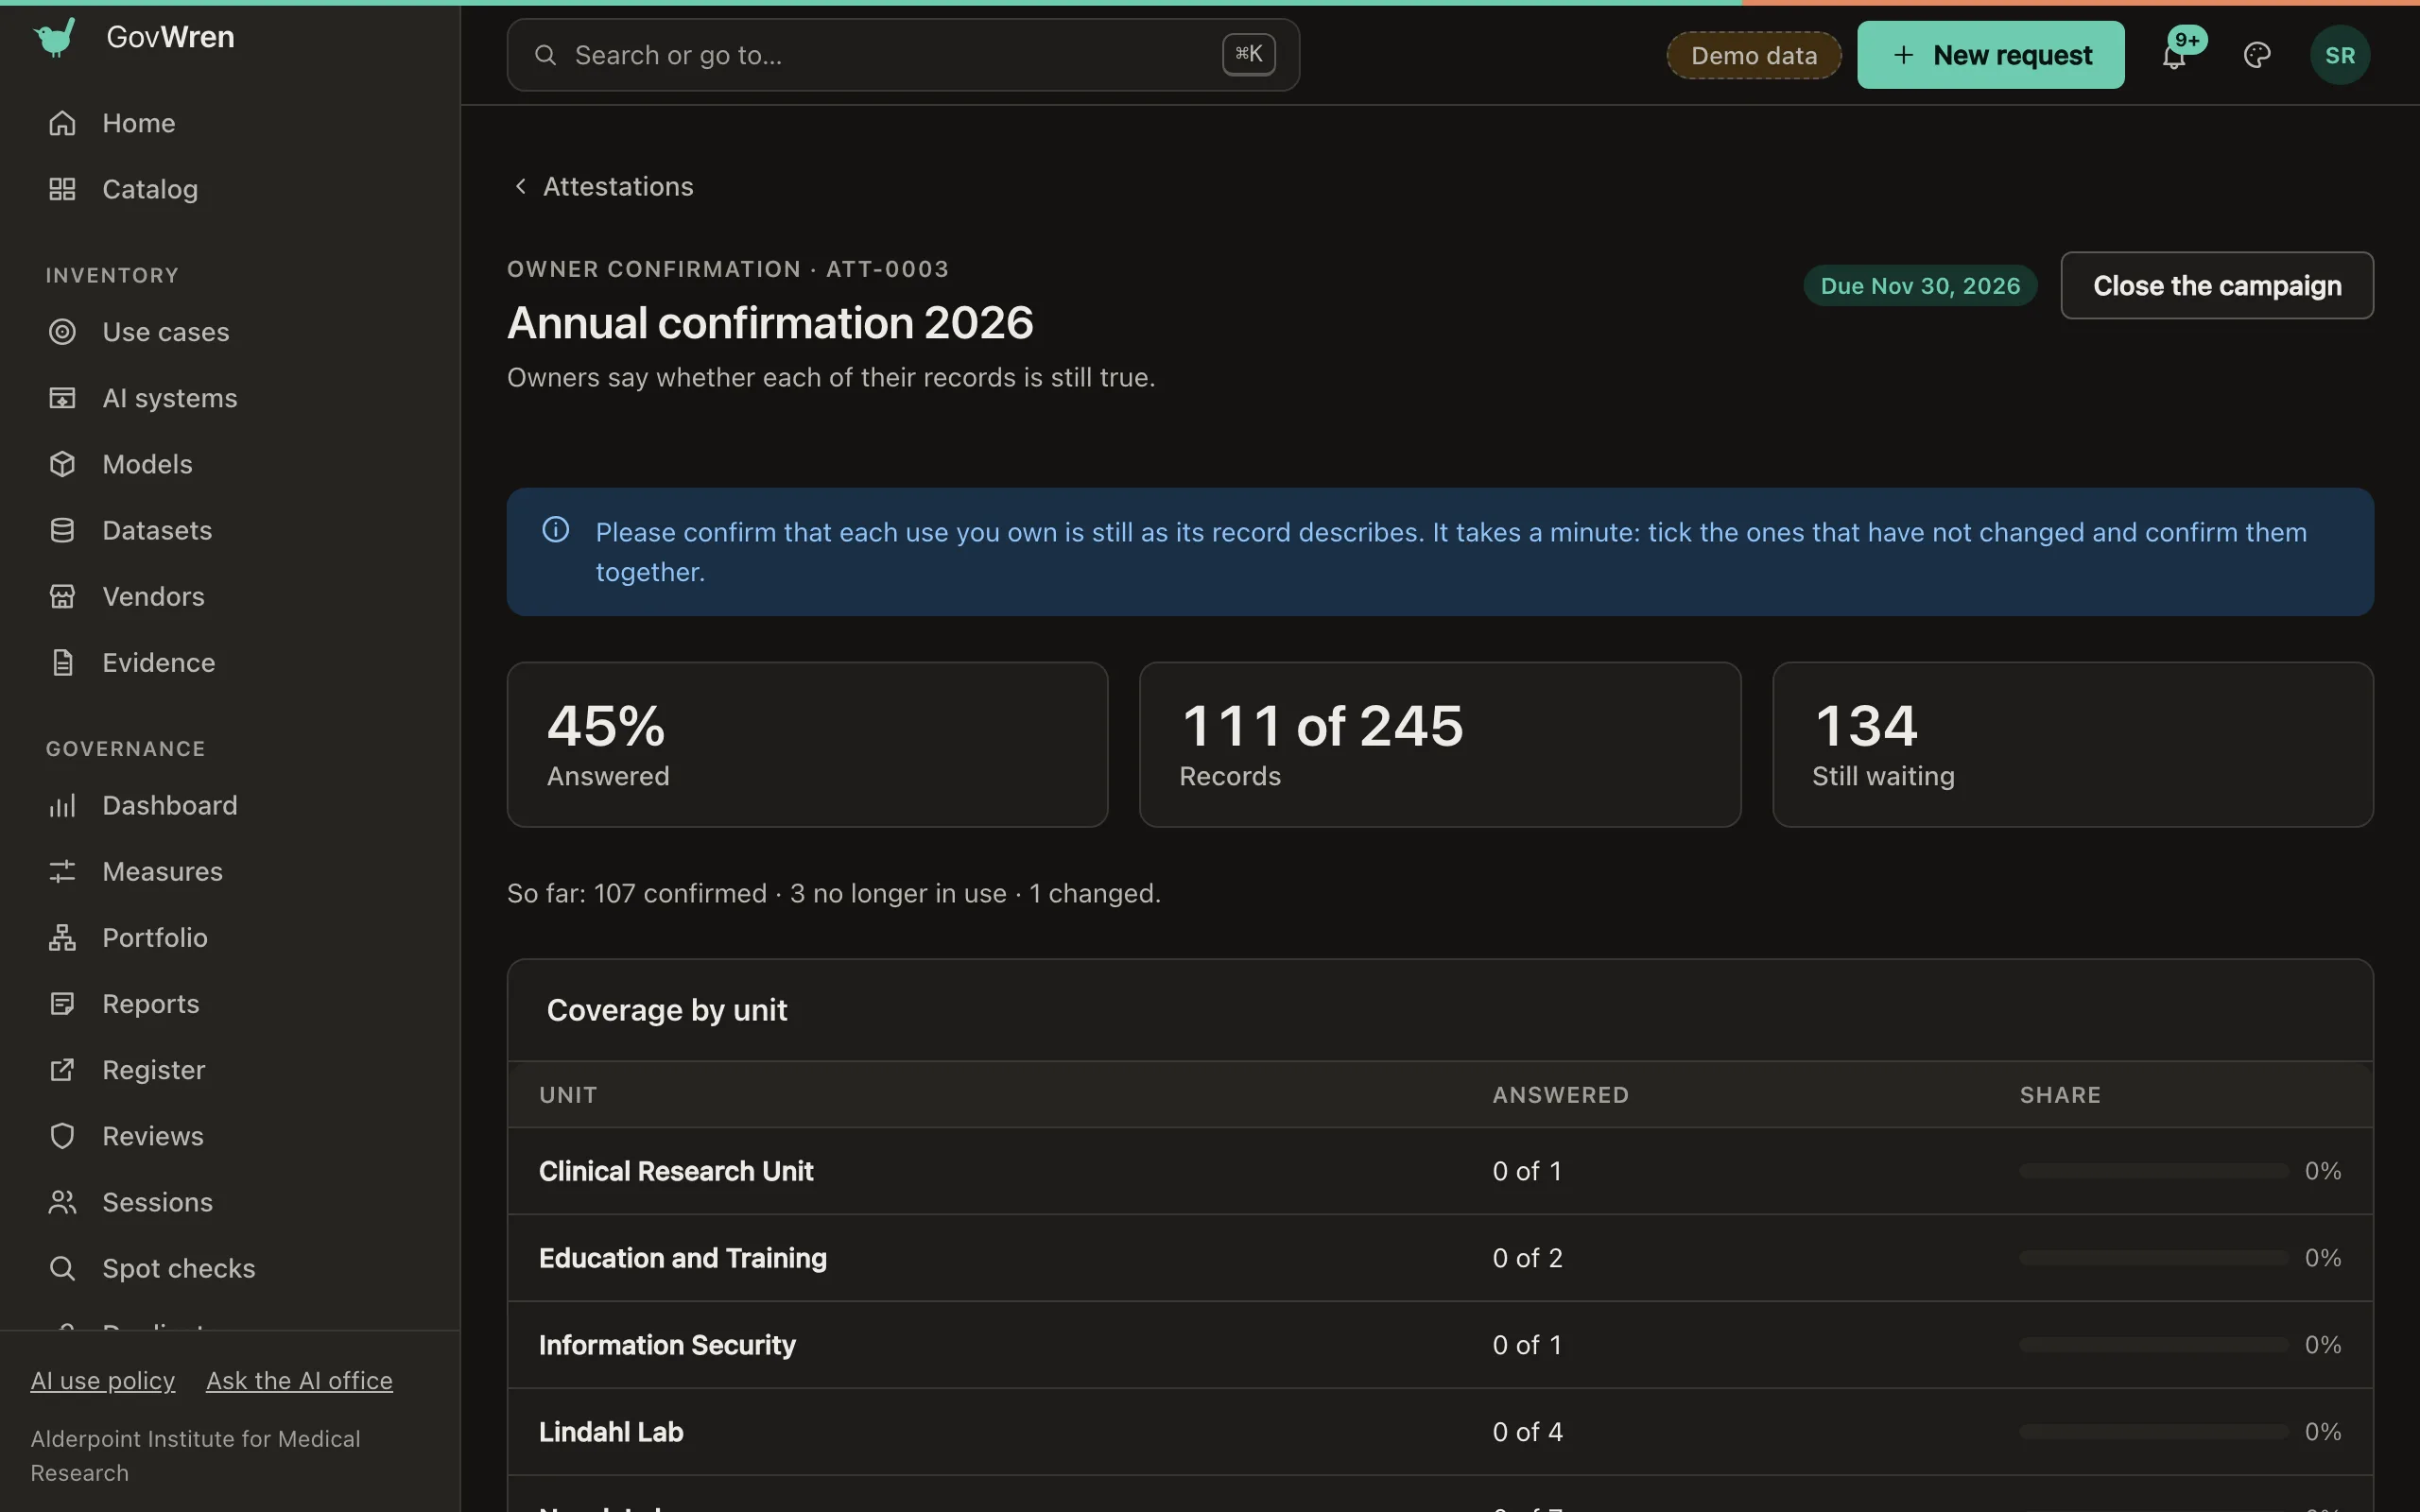 GovWren
Search or go to...
⌘K
Demo data
+ New request
9+
SR
Home
Catalog
INVENTORY
Use cases
AI systems
Models
Datasets
Vendors
Evidence
GOVERNANCE
Dashboard
Measures
Portfolio
Reports
Register
Reviews
Sessions
Spot checks
AI use policy
Ask the AI office
Alderpoint Institute for Medical
Research
Attestations
OWNER CONFIRMATION · ATT-0003
Annual confirmation 2026
Owners say whether each of their records is still true.
Due Nov 30, 2026
Close the campaign
Please confirm that each use you own is still as its record describes. It takes a minute: tick the ones that have not changed and confirm them
together.
45%
Answered
111 of 245
Records
134
Still waiting
So far: 107 confirmed · 3 no longer in use · 1 changed.
Coverage by unit
UNIT ANSWERED SHARE
Clinical Research Unit 0 of 1 0%
Education and Training 0 of 2 0%
Information Security 0 of 1 0%
Lindahl Lab 0 of 4 0%